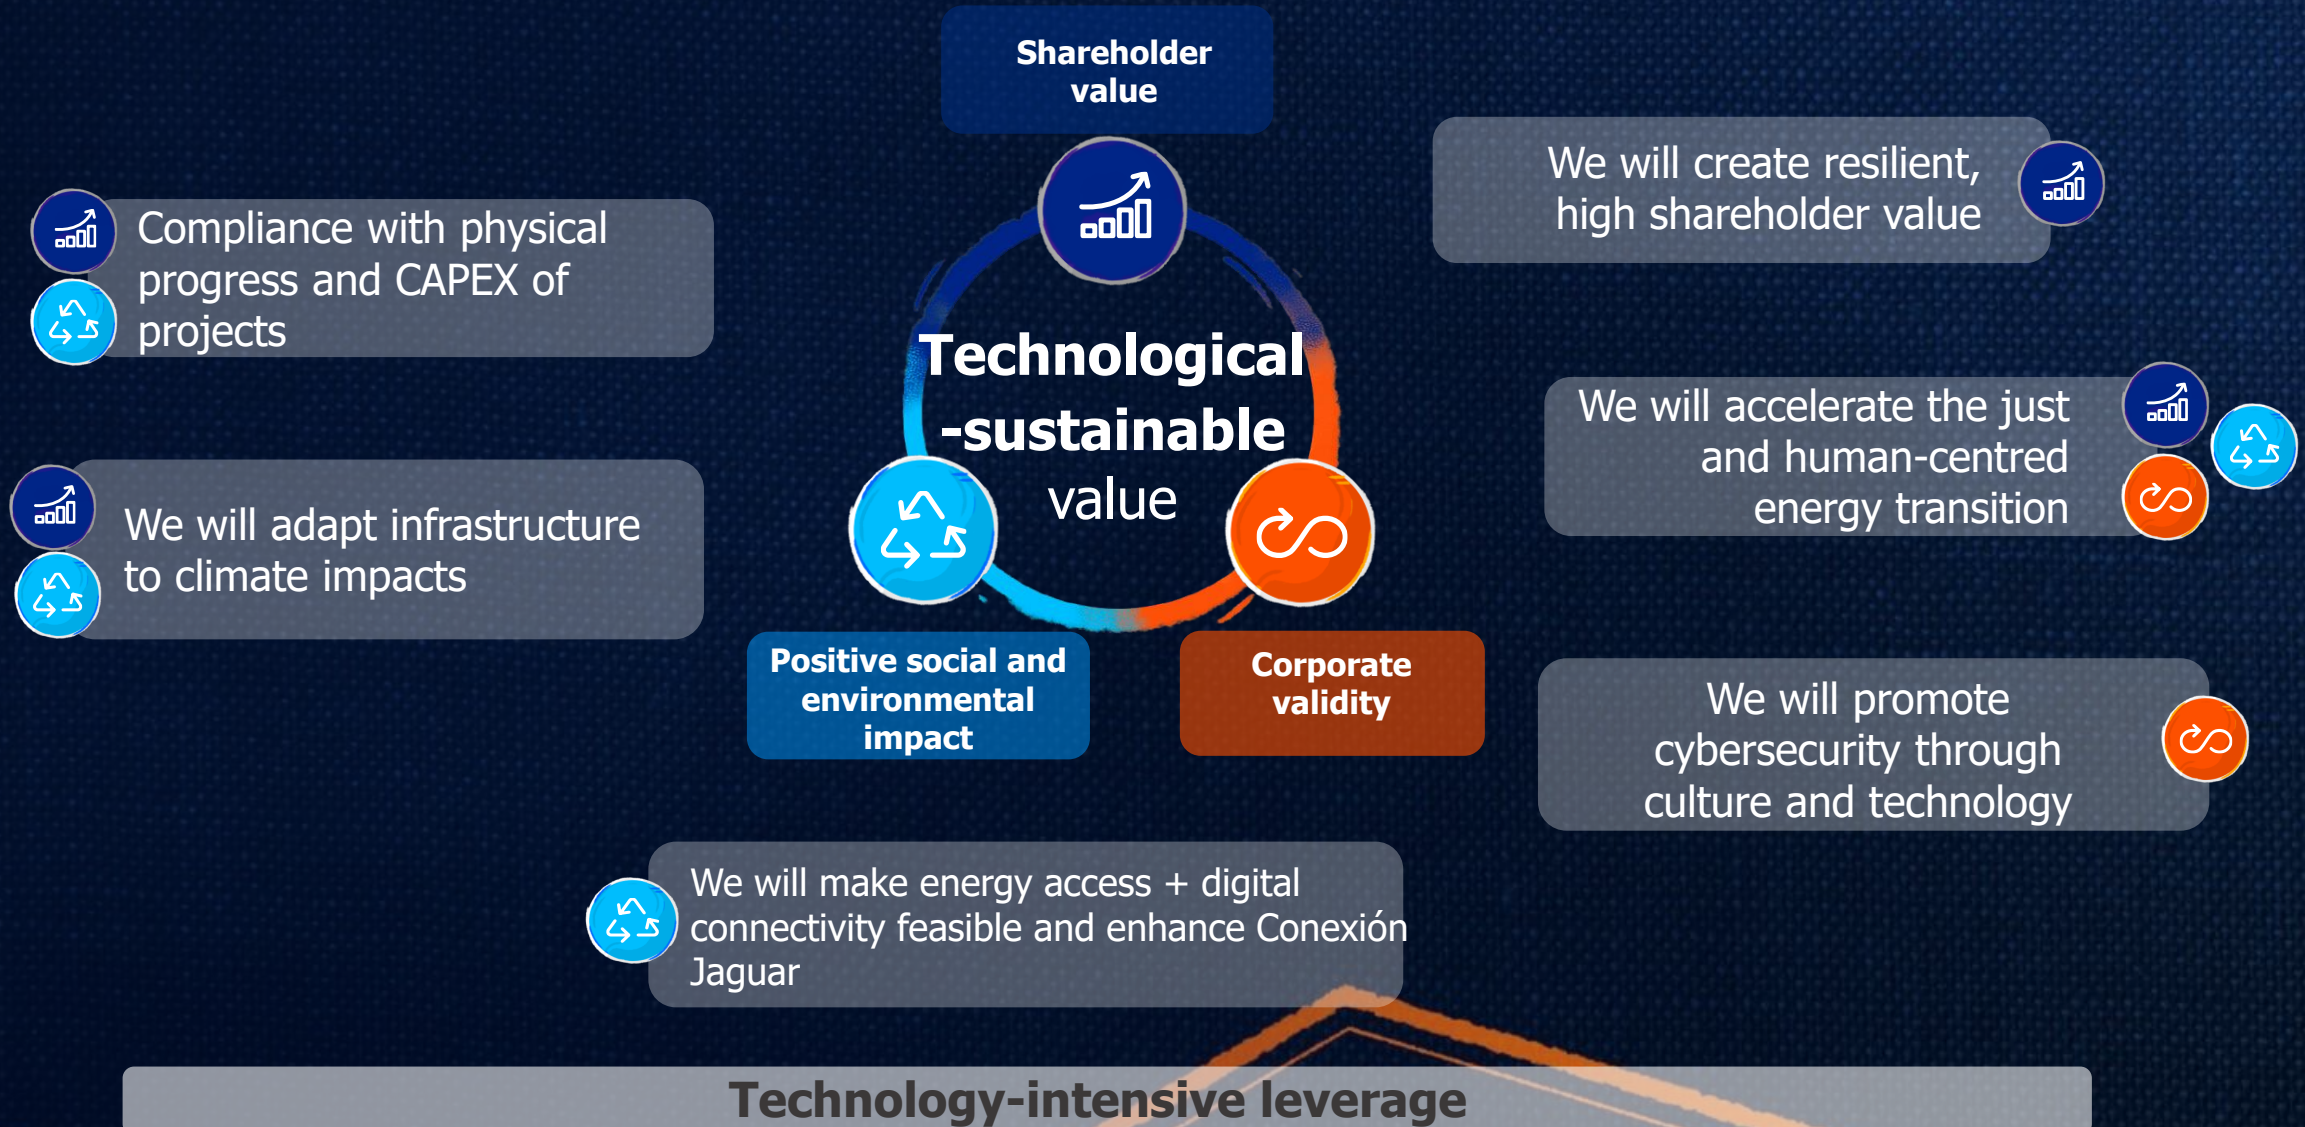 Shareholder
value
Compliance with physical
progress and CAPEX of
projects
We will adapt infrastructure
to climate impacts
Technological
-sustainable
value
Positive social and
environmental
impact
Corporate
validity
We will create resilient,
high shareholder value
We will accelerate the just
and human-centred
energy transition
We will promote
cybersecurity through
culture and technology
We will make energy access + digital
connectivity feasible and enhance Conexión
Jaguar
Technology-intensive leverage